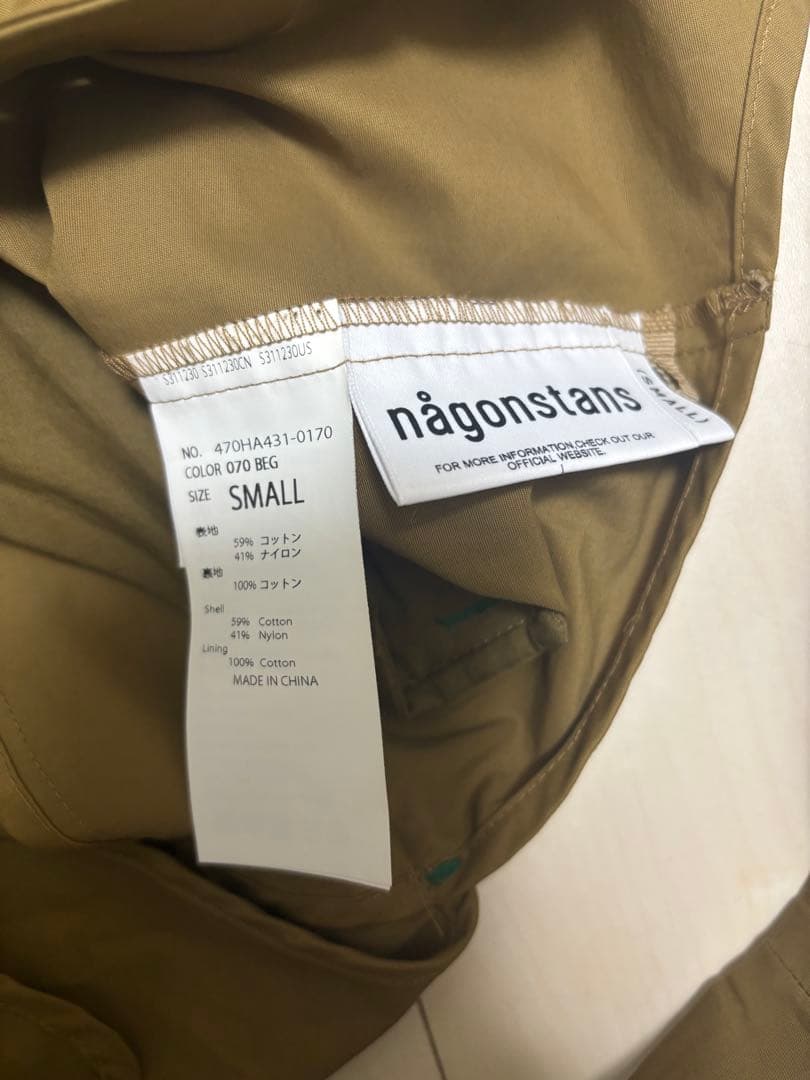 S311230 S311230CN S311230US
NO. 470HA431-0170
COLOR 070 BEG
SIZE SMALL
表地
59% コットン
41% ナイロン
裏地
100% コットン
Shell
59% Cotton
41% Nylon
Lining
100% Cotton
MADE IN CHINA
någonstans
FOR MORE INFORMATION,CHECK OUT OUR
OFFICIAL WEBSITE.
(SMALL)